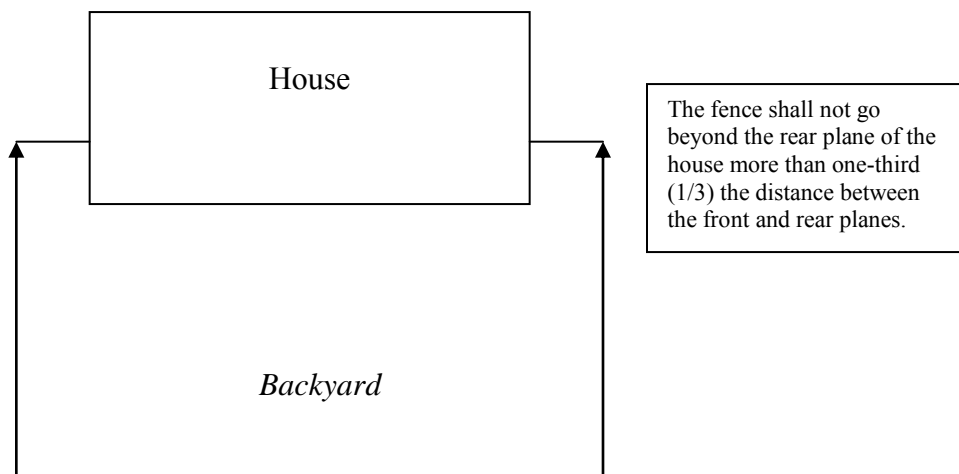 House
The fence shall not go
beyond the rear plane of the
house more than one-third
(1/3) the distance between
the front and rear planes.
Backyard